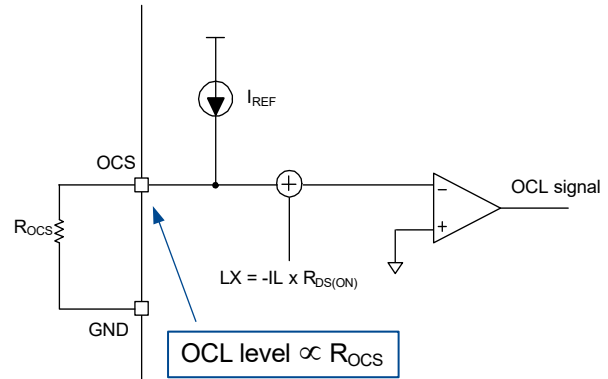 I_REF
OCS
OCL signal
−
+
+
R_OCS
LX = -IL x R_DS(ON)
GND
OCL level ∝ R_OCS